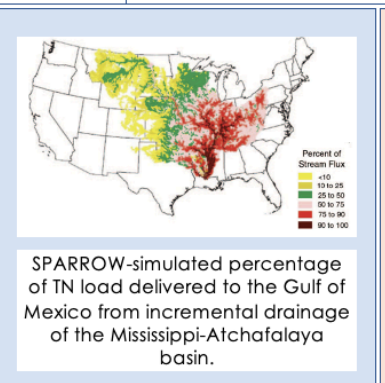 Percent of
Stream Flux
<10
10 to 25
25 to 50
50 to 75
75 to 90
90 to 100
SPARROW-simulated percentage
of TN load delivered to the Gulf of
Mexico from incremental drainage
of the Mississippi-Atchafalaya
basin.